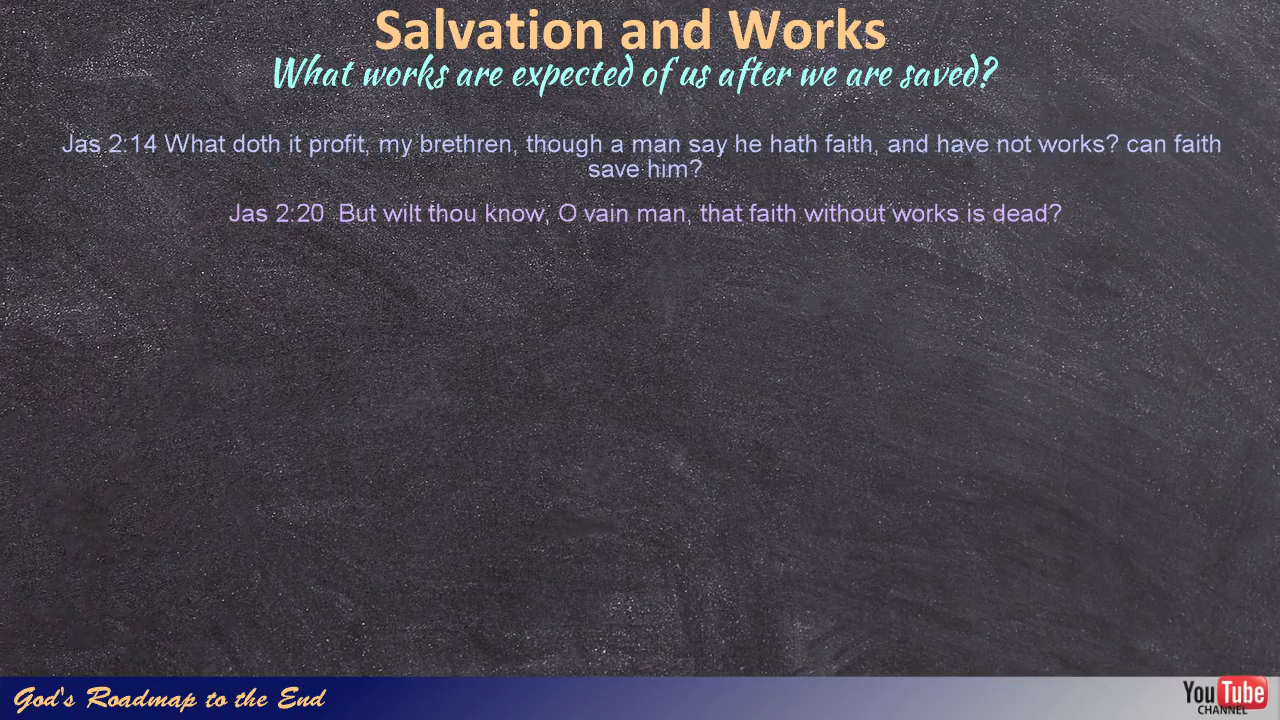 Salvation and Works
What works are expected of us after we are saved?
Jas 2:14 What doth it profit, my brethren, though a man say he hath faith, and have not works? can faith
save him?
Jas 2:20  But wilt thou know, O vain man, that faith without works is dead?
God's Roadmap to the End
YouTube
CHANNEL